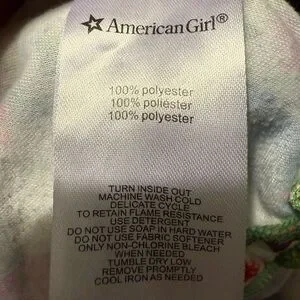 American Girl®
100% polyester
100% poliester
100% polyester
TURN INSIDE OUT
MACHINE WASH COLD
DELICATE CYCLE
TO RETAIN FLAME RESISTANCE
USE DETERGENT
DO NOT USE SOAP IN HARD WATER
DO NOT USE FABRIC SOFTENER
ONLY NON-CHLORINE BLEACH
WHEN NEEDED
TUMBLE DRY LOW
REMOVE PROMPTLY
COOL IRON AS NEEDED